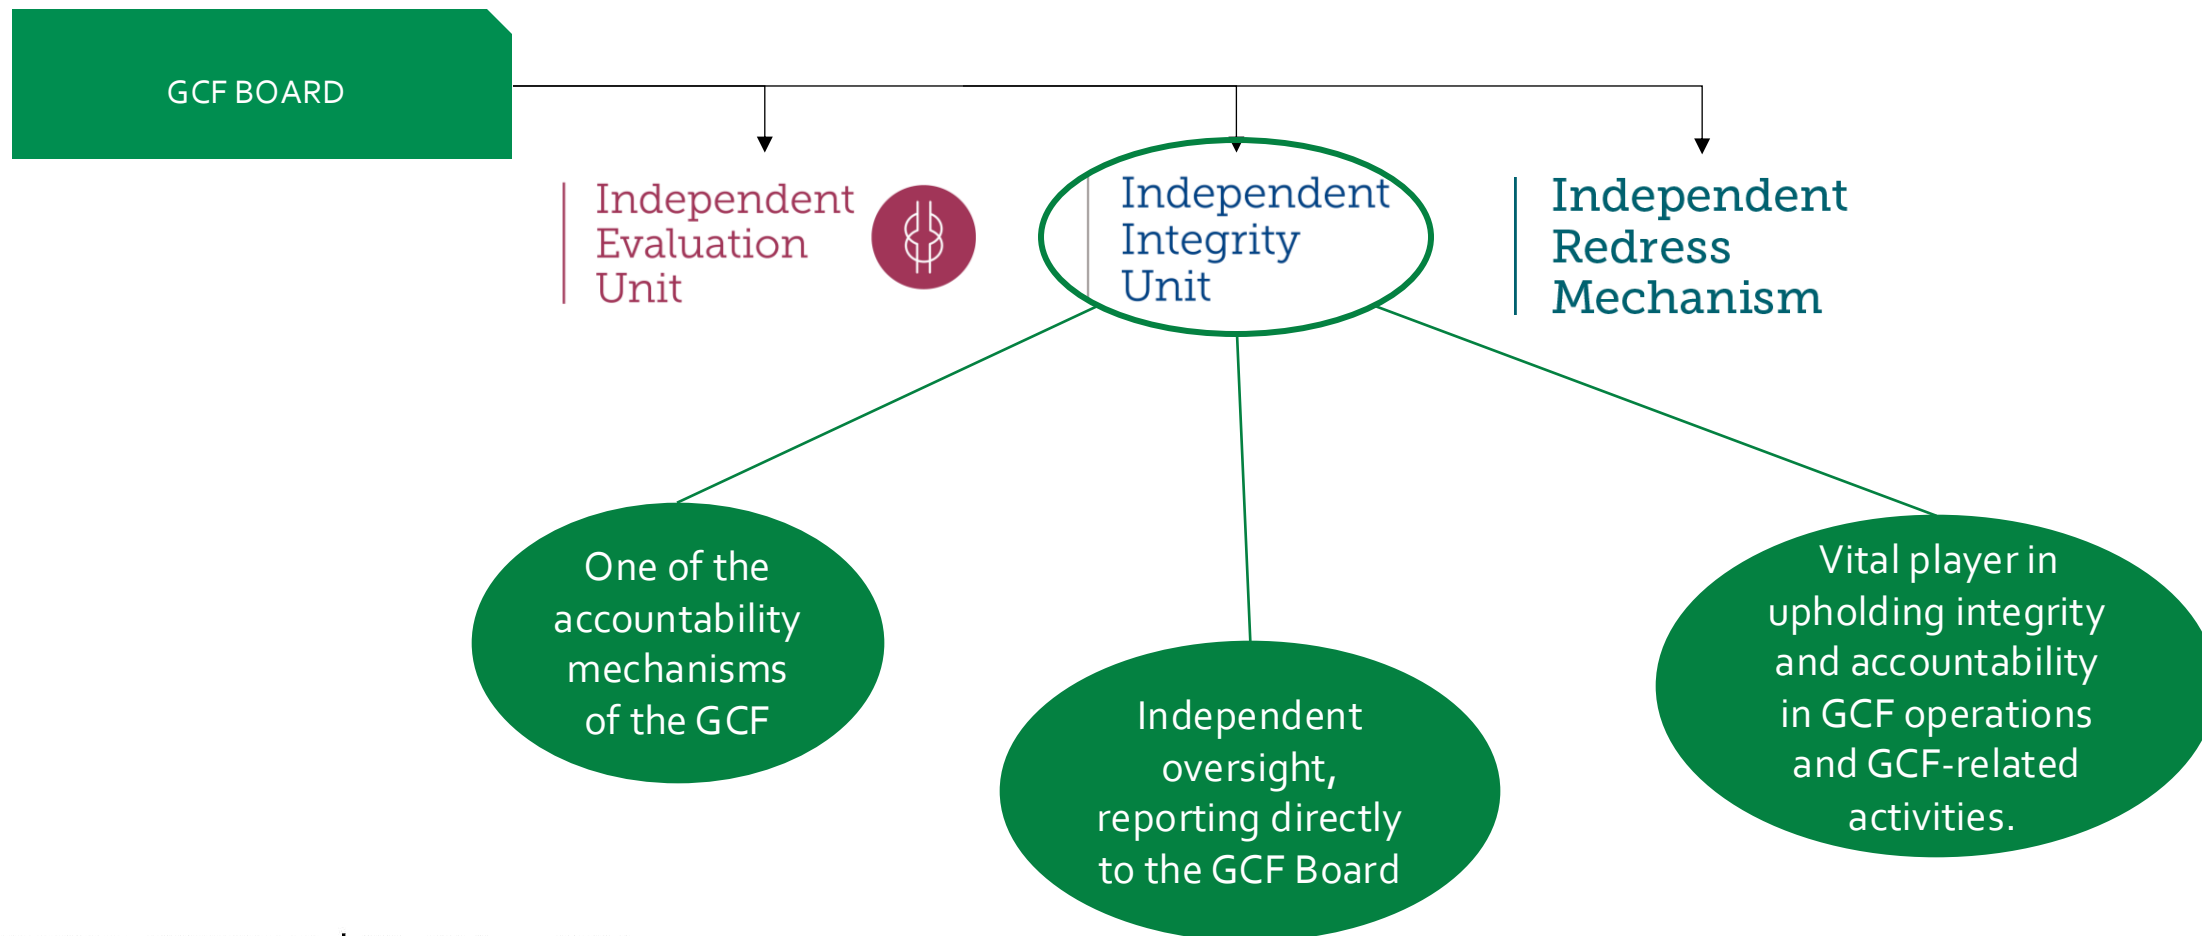 GCF BOARD
Independent
Evaluation
Unit
Independent
Integrity
Unit
Independent
Redress
Mechanism
One of the
accountability
mechanisms
of the GCF
Independent
oversight,
reporting directly
to the GCF Board
Vital player in
upholding integrity
and accountability
in GCF operations
and GCF-related
activities.